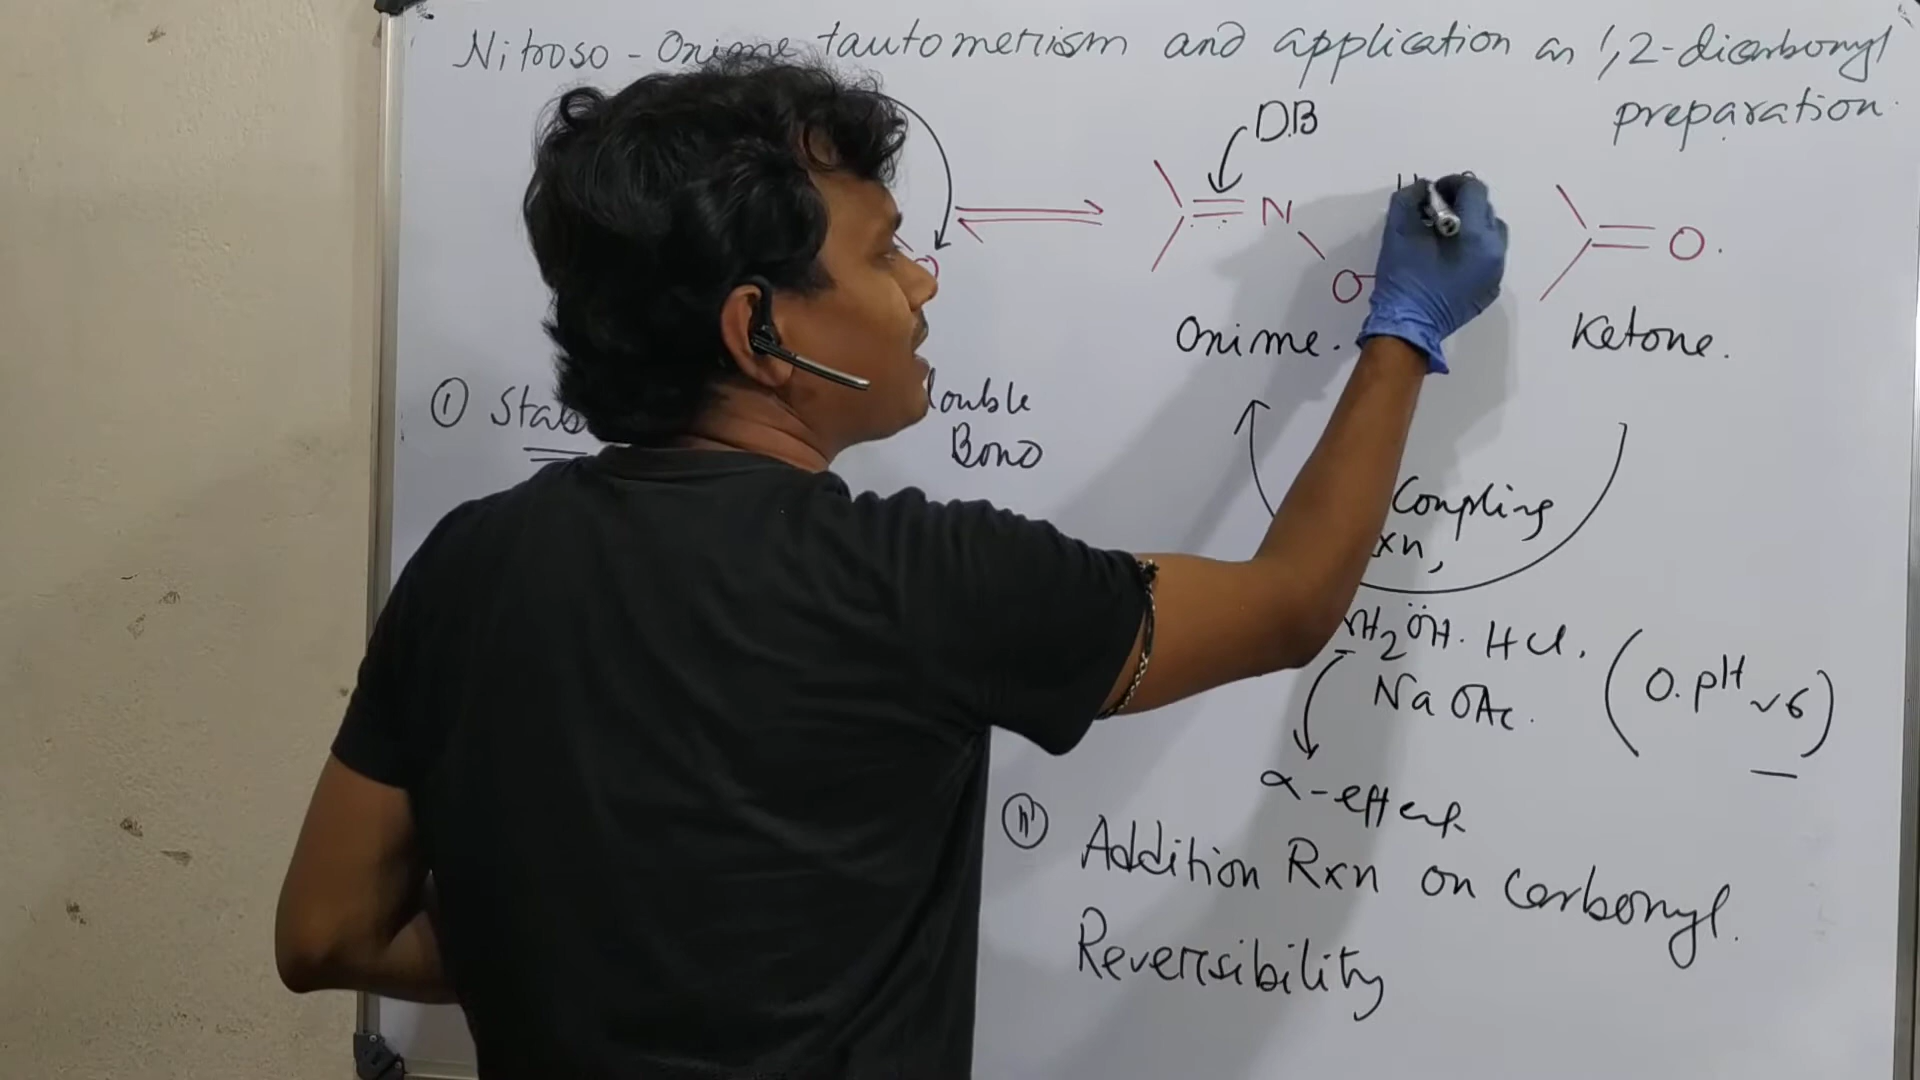 Nitroso - Oxime tautomerism and application in 1,2-dicarbonyl
preparation.
D.B
N
O
O.
Oxime.
Ketone.
① Stab
double
Bond
Coupling
Rxn,
NH2ÖH. HCl.
NaOAc.
(O. pH ~6)
α-effect.
Addition Rxn on carbonyl.
Reversibility